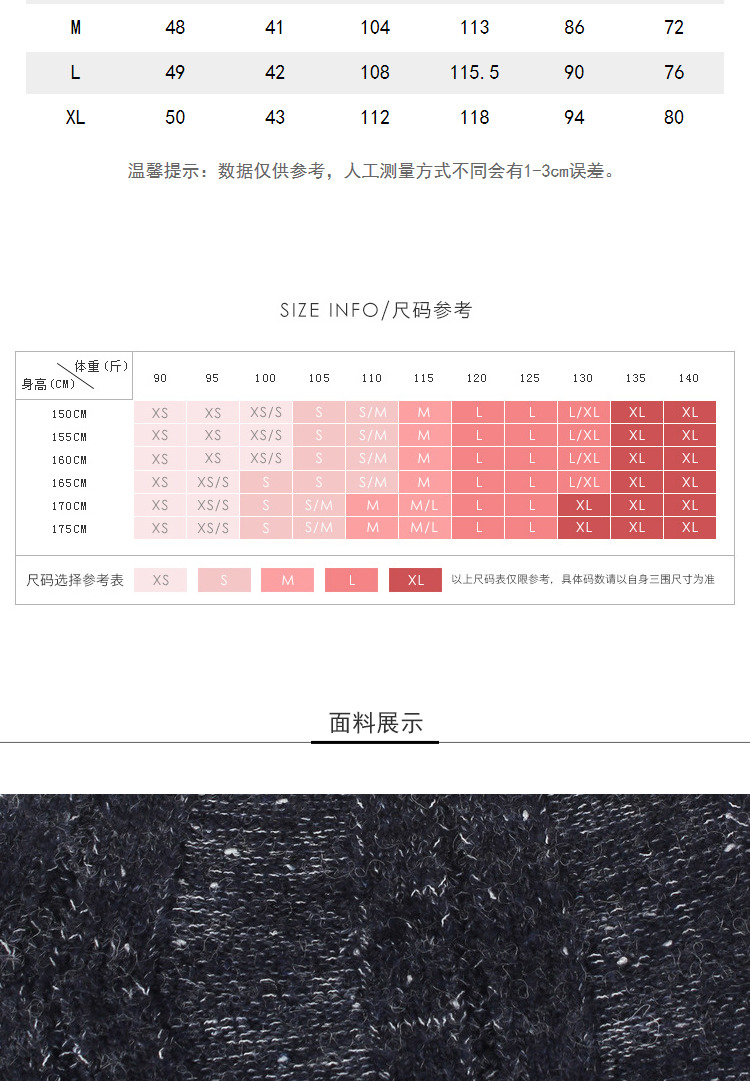 M 48 41 104 113 86 72
L 49 42 108 115.5 90 76
XL 50 43 112 118 94 80
温馨提示：数据仅供参考，人工测量方式不同会有1-3cm误差。
SIZE INFO/尺码参考
体重(斤)
身高(CM)
90 95 100 105 110 115 120 125 130 135 140
150CM XS XS XS/S S S/M M L L L/XL XL XL
155CM XS XS XS/S S S/M M L L L/XL XL XL
160CM XS XS XS/S S S/M M L L L/XL XL XL
165CM XS XS/S S S S/M M L L L/XL XL XL
170CM XS XS/S S S/M M M/L L L XL XL XL
175CM XS XS/S S S/M M M/L L L XL XL XL
尺码选择参考表 XS S M L XL 以上尺码表仅限参考，具体码数请以自身三围尺寸为准
面料展示